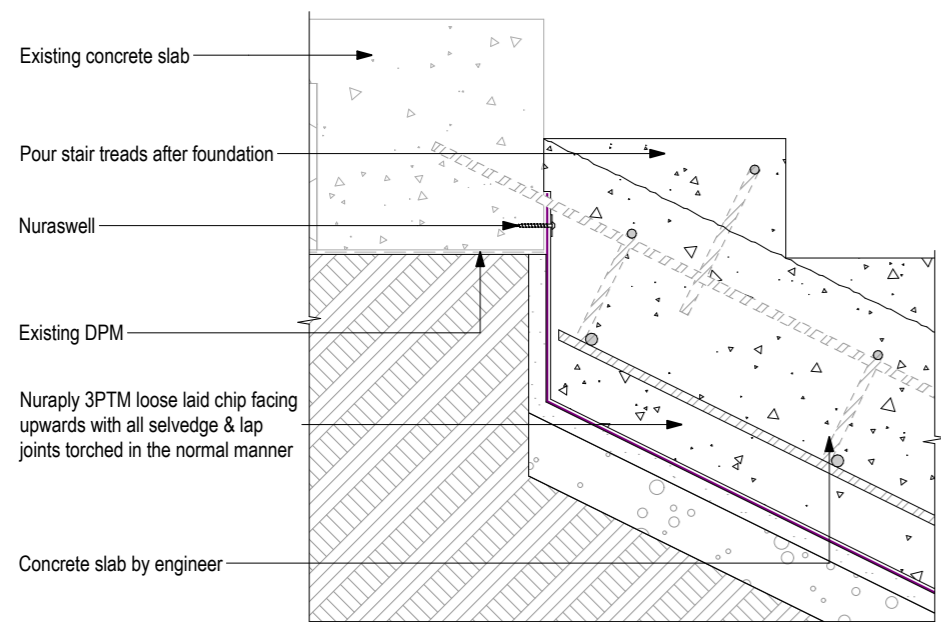 Existing concrete slab
Pour stair treads after foundation
Nuraswell
Existing DPM
Nuraply 3PTM loose laid chip facing
upwards with all selvedge & lap
joints torched in the normal manner
Concrete slab by engineer